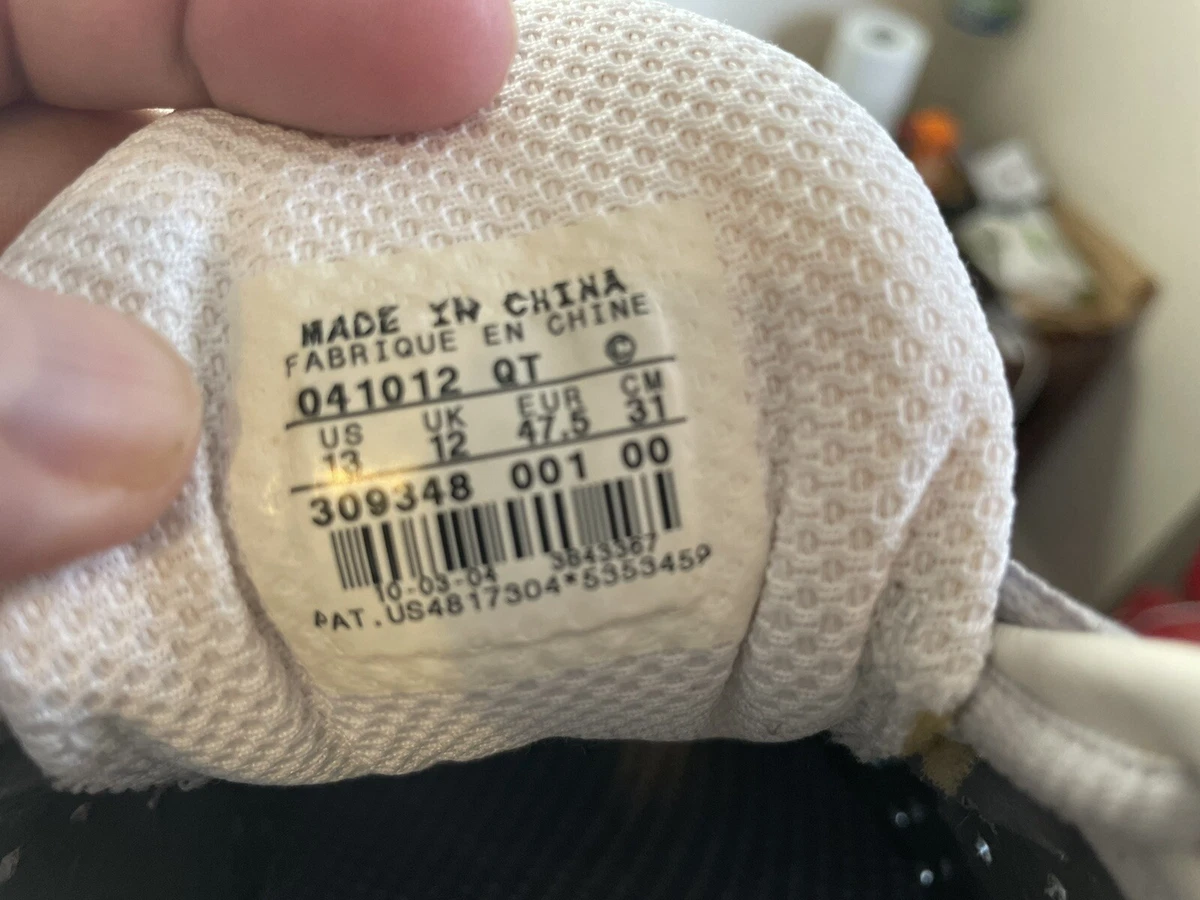 MADE IN CHINA
FABRIQUE EN CHINE
041012 QT ©
US UK EUR CM
13 12 47.5 31
309348 001 00
10-03-04 3843367
PAT.US4817304*5353459